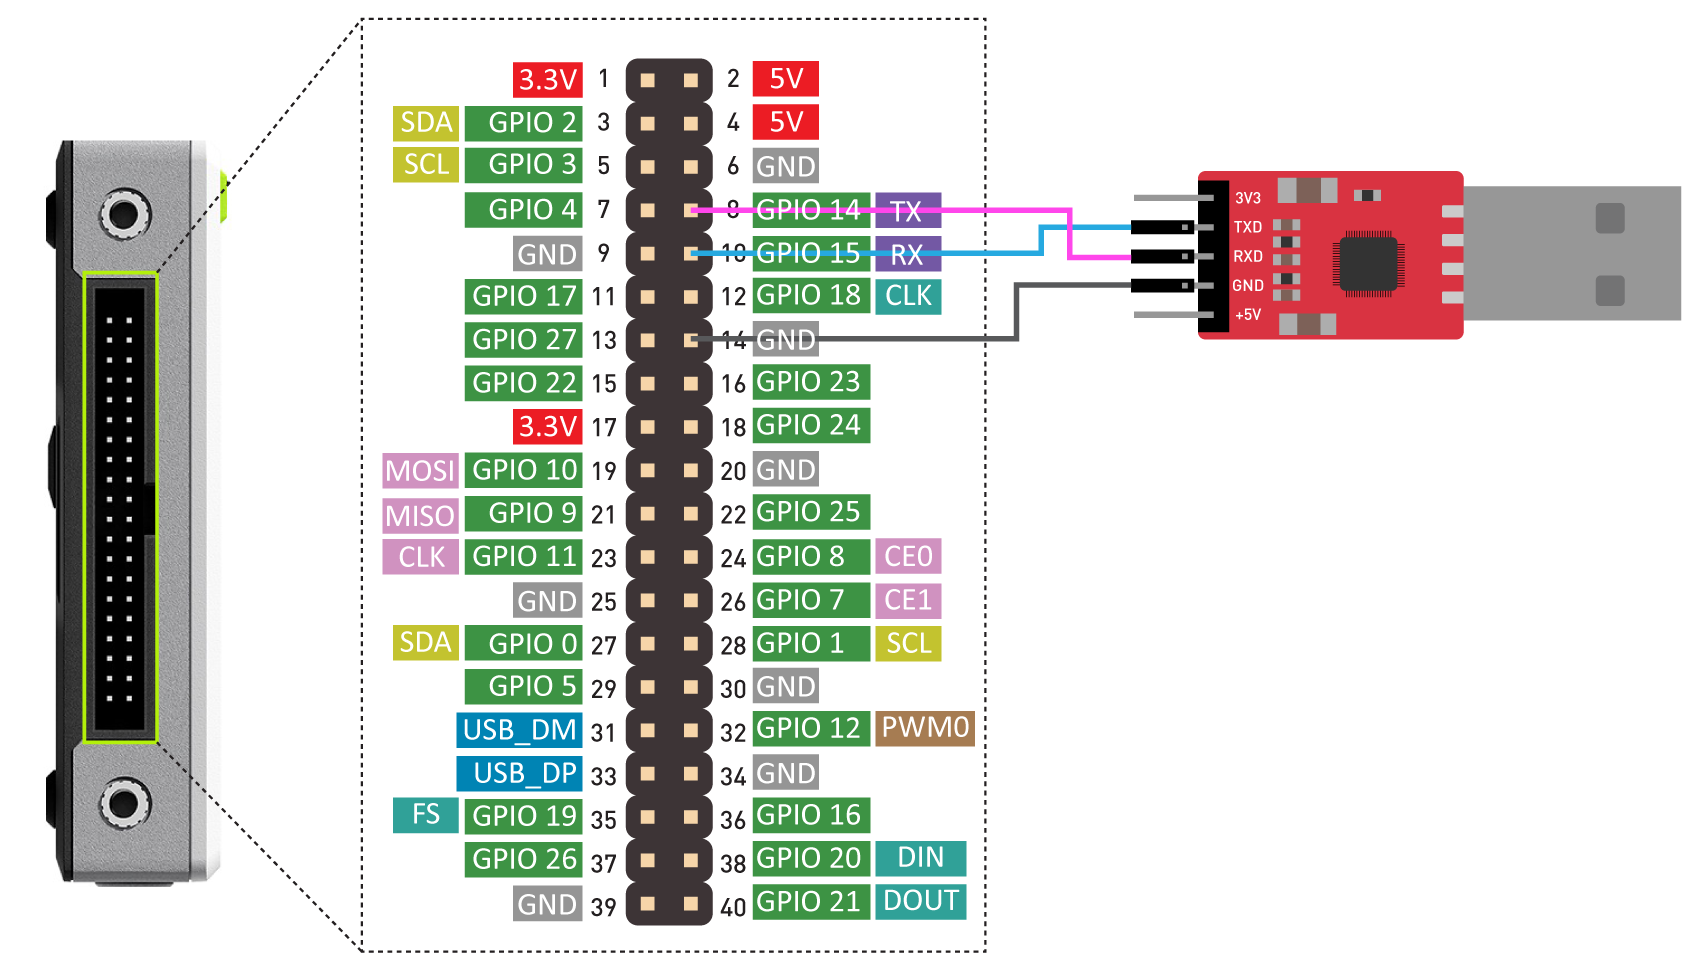 3.3V 1 2 5V
SDA GPIO 2 3 4 5V
SCL GPIO 3 5 6 GND
GPIO 4 7 8 GPIO 14 TX
GND 9 10 GPIO 15 RX
GPIO 17 11 12 GPIO 18 CLK
GPIO 27 13 14 GND
GPIO 22 15 16 GPIO 23
3.3V 17 18 GPIO 24
MOSI GPIO 10 19 20 GND
MISO GPIO 9 21 22 GPIO 25
CLK GPIO 11 23 24 GPIO 8 CE0
GND 25 26 GPIO 7 CE1
SDA GPIO 0 27 28 GPIO 1 SCL
GPIO 5 29 30 GND
USB_DM 31 32 GPIO 12 PWM0
USB_DP 33 34 GND
FS GPIO 19 35 36 GPIO 16
GPIO 26 37 38 GPIO 20 DIN
GND 39 40 GPIO 21 DOUT
3V3
TXD
RXD
GND
+5V